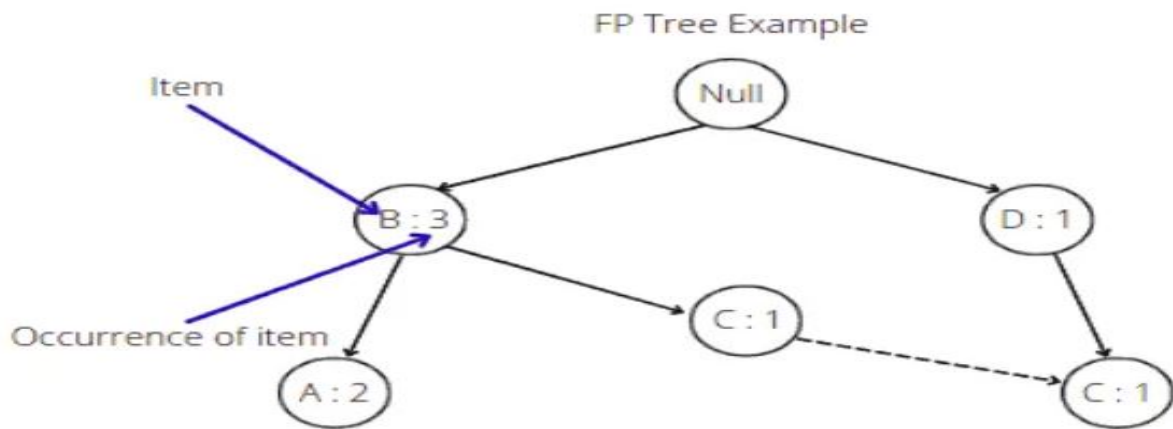 FP Tree Example
Item
Null
B : 3
D : 1
C : 1
Occurrence of item
A : 2
C : 1